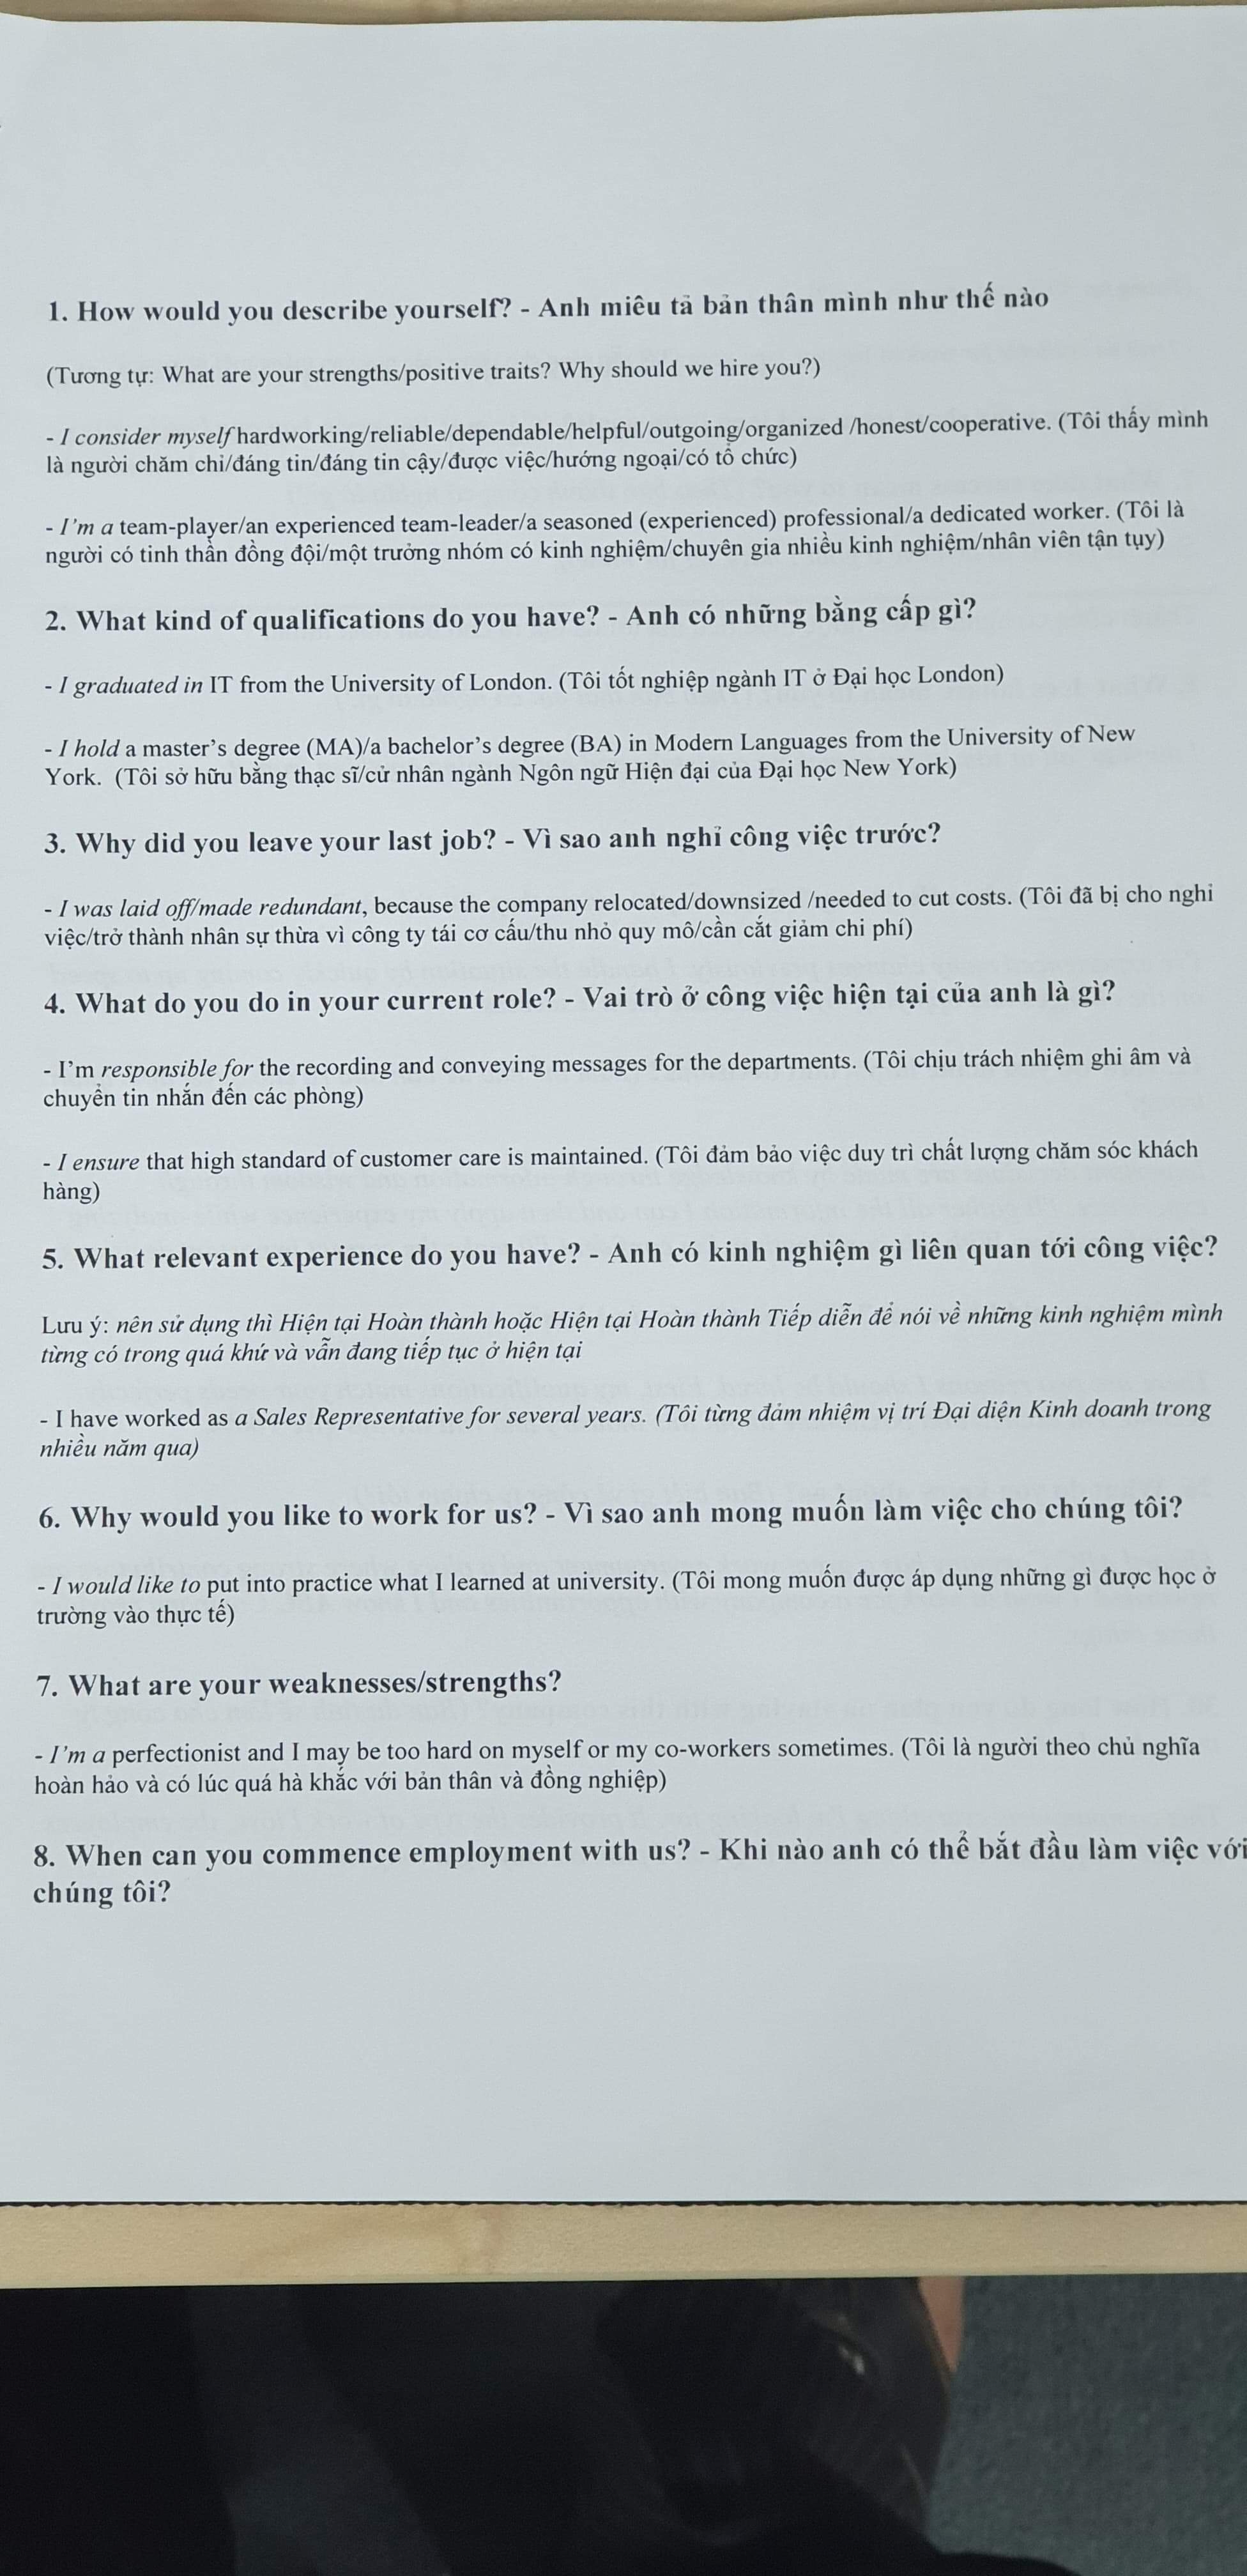 1. How would you describe yourself? - Anh miêu tả bản thân mình như thế nào
(Tương tự: What are your strengths/positive traits? Why should we hire you?)
- I consider myself hardworking/reliable/dependable/helpful/outgoing/organized /honest/cooperative. (Tôi thấy mình
là người chăm chỉ/đáng tin/đáng tin cậy/được việc/hướng ngoại/có tổ chức)
- I'm a team-player/an experienced team-leader/a seasoned (experienced) professional/a dedicated worker. (Tôi là
người có tinh thần đồng đội/một trưởng nhóm có kinh nghiệm/chuyên gia nhiều kinh nghiệm/nhân viên tận tụy)
2. What kind of qualifications do you have? - Anh có những bằng cấp gì?
- I graduated in IT from the University of London. (Tôi tốt nghiệp ngành IT ở Đại học London)
- I hold a master's degree (MA)/a bachelor's degree (BA) in Modern Languages from the University of New
York. (Tôi sở hữu bằng thạc sĩ/cử nhân ngành Ngôn ngữ Hiện đại của Đại học New York)
3. Why did you leave your last job? - Vì sao anh nghỉ công việc trước?
- I was laid off/made redundant, because the company relocated/downsized /needed to cut costs. (Tôi đã bị cho nghỉ
việc/trở thành nhân sự thừa vì công ty tái cơ cấu/thu nhỏ quy mô/cần cắt giảm chi phí)
4. What do you do in your current role? - Vai trò ở công việc hiện tại của anh là gì?
- I'm responsible for the recording and conveying messages for the departments. (Tôi chịu trách nhiệm ghi âm và
chuyển tin nhắn đến các phòng)
- I ensure that high standard of customer care is maintained. (Tôi đảm bảo việc duy trì chất lượng chăm sóc khách
hàng)
5. What relevant experience do you have? - Anh có kinh nghiệm gì liên quan tới công việc?
Lưu ý: nên sử dụng thì Hiện tại Hoàn thành hoặc Hiện tại Hoàn thành Tiếp diễn để nói về những kinh nghiệm mình
từng có trong quá khứ và vẫn đang tiếp tục ở hiện tại
- I have worked as a Sales Representative for several years. (Tôi từng đảm nhiệm vị trí Đại diện Kinh doanh trong
nhiều năm qua)
6. Why would you like to work for us? - Vì sao anh mong muốn làm việc cho chúng tôi?
- I would like to put into practice what I learned at university. (Tôi mong muốn được áp dụng những gì được học ở
trường vào thực tế)
7. What are your weaknesses/strengths?
- I'm a perfectionist and I may be too hard on myself or my co-workers sometimes. (Tôi là người theo chủ nghĩa
hoàn hảo và có lúc quá hà khắc với bản thân và đồng nghiệp)
8. When can you commence employment with us? - Khi nào anh có thể bắt đầu làm việc với
chúng tôi?